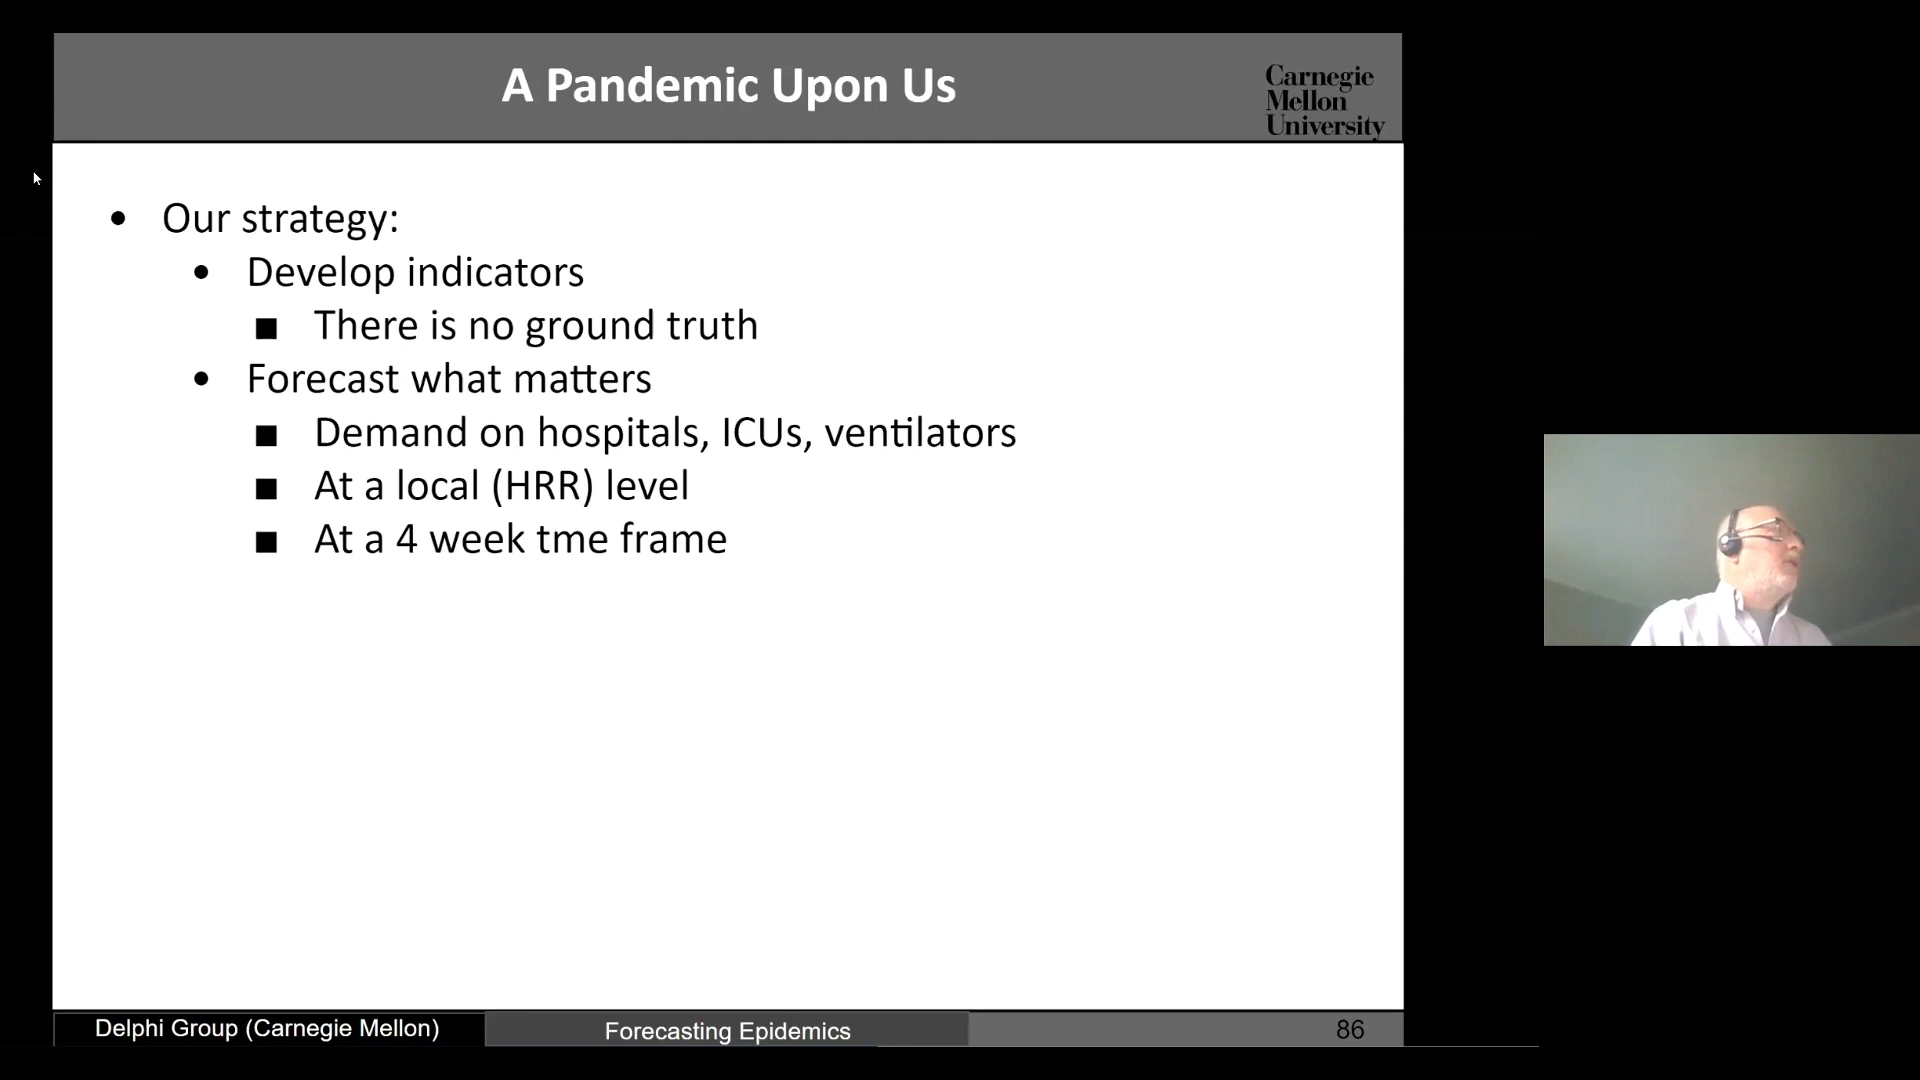 A Pandemic Upon Us
Carnegie
Mellon
University
• Our strategy:
• Develop indicators
■ There is no ground truth
• Forecast what matters
■ Demand on hospitals, ICUs, ventilators
■ At a local (HRR) level
■ At a 4 week tme frame
Delphi Group (Carnegie Mellon)
Forecasting Epidemics
86